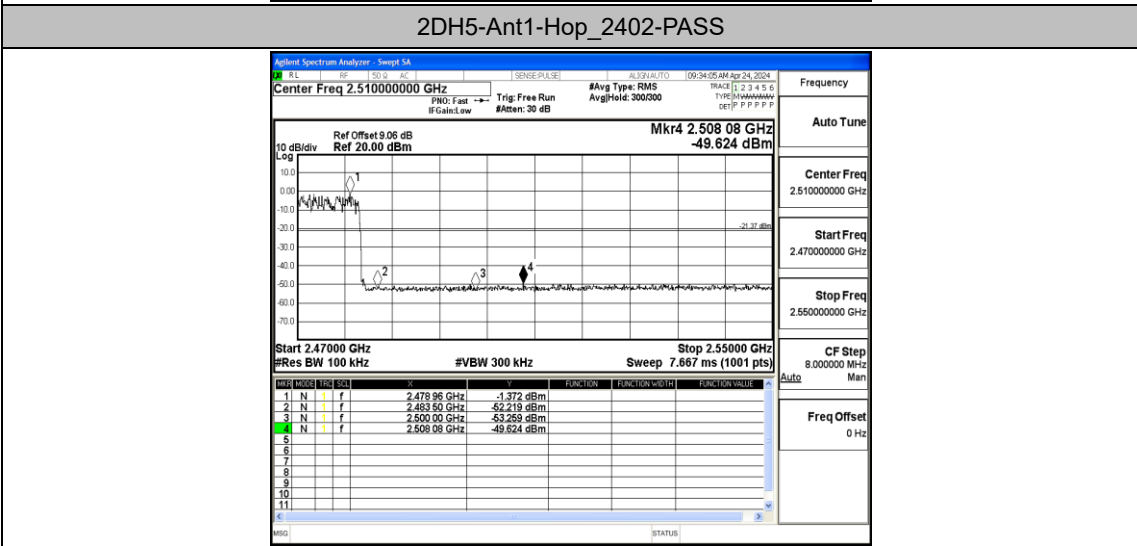 2DH5-Ant1-Hop_2402-PASS
Agilent Spectrum Analyzer - Swept SA
RL RF 50 Ω AC SENSE:PULSE ALIGNAUTO 09:34:05 AM Apr 24, 2024
Center Freq 2.510000000 GHz #Avg Type: RMS TRACE 1 2 3 4 5 6
PNO: Fast Trig: Free Run Avg|Hold: 300/300 TYPE MWWWWW
IFGain:Low #Atten: 30 dB DET P P P P P P
Frequency
Auto Tune
Mkr4 2.508 08 GHz
Ref Offset 9.06 dB
10 dB/div Ref 20.00 dBm -49.624 dBm
Log
10.0
0.00
-10.0
-20.0
-30.0
-40.0
-50.0
-60.0
-70.0
1
2
3
4
-21.37 dBm
Center Freq
2.510000000 GHz
Start Freq
2.470000000 GHz
Stop Freq
2.550000000 GHz
Start 2.47000 GHz Stop 2.55000 GHz
#Res BW 100 kHz #VBW 300 kHz Sweep 7.667 ms (1001 pts)
CF Step
8.000000 MHz
Auto Man
Freq Offset
0 Hz
MKR MODE TRC SCL X Y FUNCTION FUNCTION WIDTH FUNCTION VALUE
1 N 1 f 2.478 96 GHz -1.372 dBm
2 N 1 f 2.483 50 GHz -52.219 dBm
3 N 1 f 2.500 00 GHz -53.259 dBm
4 N 1 f 2.508 08 GHz -49.624 dBm
5
6
7
8
9
10
11
MSG STATUS